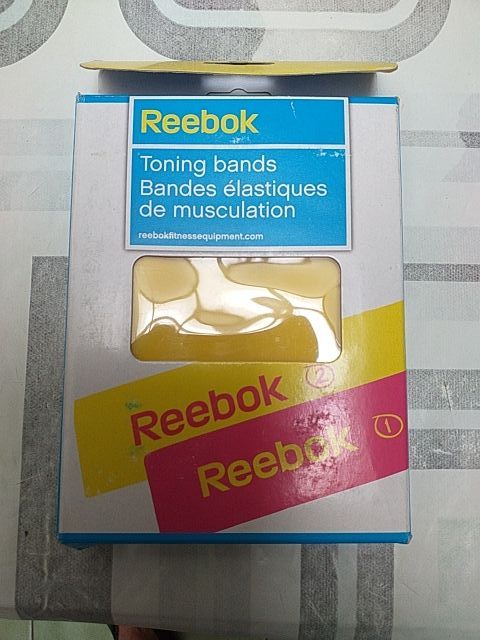 Reebok
Toning bands
Bandes élastiques
de musculation
reebokfitnessequipment.com
Reebok 2
Reebok 1